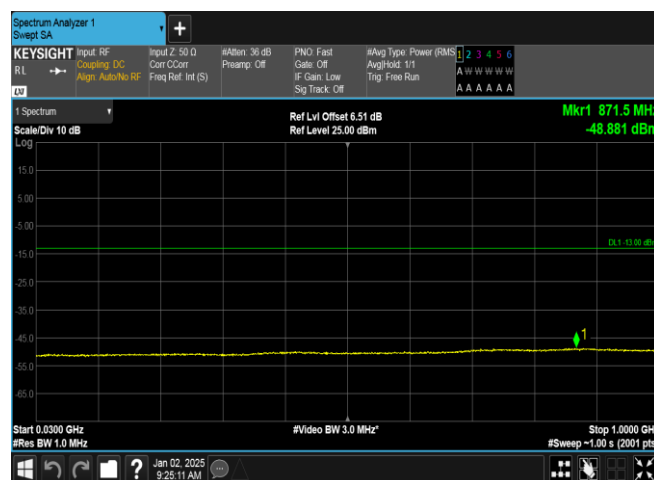 Spectrum Analyzer 1
Swept SA
+
KEYSIGHT Input: RF Input Z: 50 Ω #Atten: 36 dB PNO: Fast #Avg Type: Power (RMS 1 2 3 4 5 6
RL Coupling: DC Corr CCorr Preamp: Off Gate: Off Avg|Hold: 1/1 A W W W W W
Align: Auto/No RF Freq Ref: Int (S) IF Gain: Low Trig: Free Run
LXI Sig Track: Off A A A A A A
1 Spectrum Ref Lvl Offset 6.51 dB Mkr1 871.5 MHz
Scale/Div 10 dB Ref Level 25.00 dBm -48.881 dBm
Log
15.0
5.00
-5.00
DL1 -13.00 dBm
-15.0
-25.0
-35.0
-45.0
1
-55.0
-65.0
Start 0.0300 GHz #Video BW 3.0 MHz* Stop 1.0000 GH
#Res BW 1.0 MHz #Sweep ~1.00 s (2001 pts
? Jan 02, 2025
9:25:11 AM